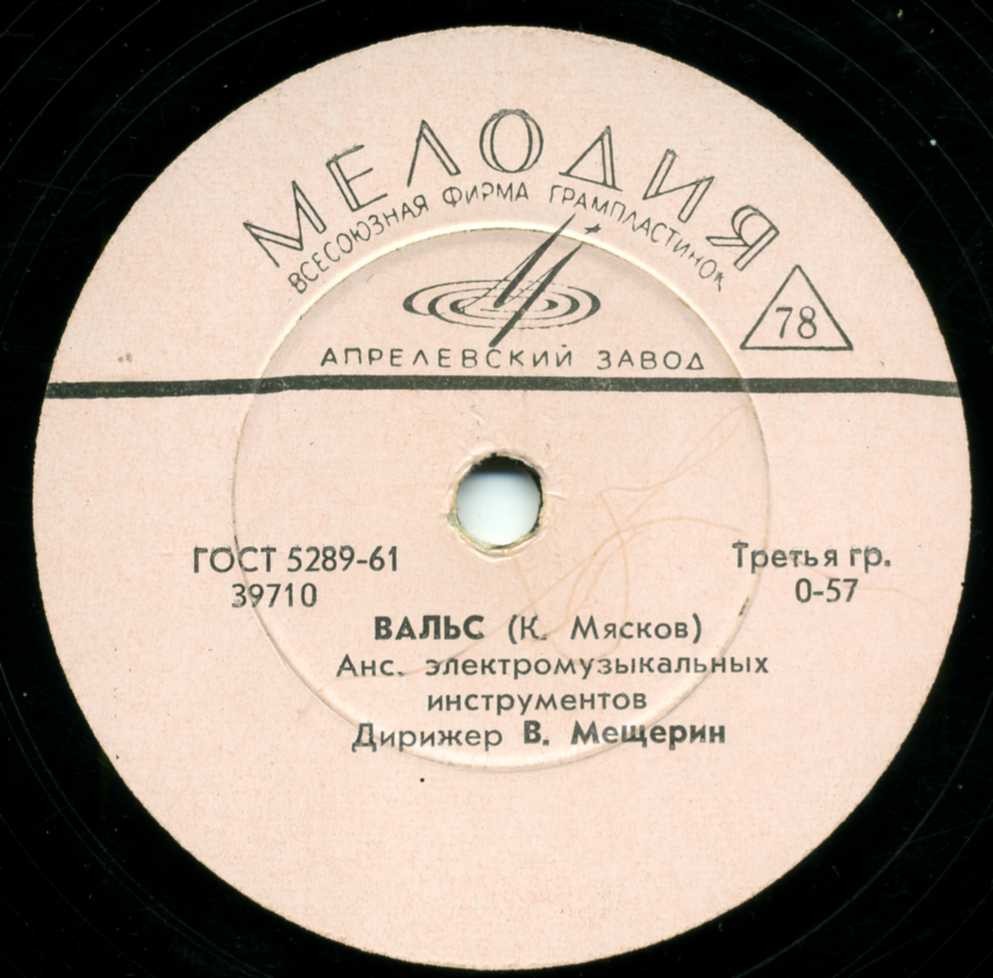 МЕЛОДИЯ
ВСЕСОЮЗНАЯ ФИРМА ГРАМПЛАСТИНОК
78
АПРЕЛЕВСКИЙ ЗАВОД
ГОСТ 5289-61
39710
Третья гр.
0-57
ВАЛЬС (К. Мясков)
Анс. электромузыкальных
инструментов
Дирижер В. Мещерин